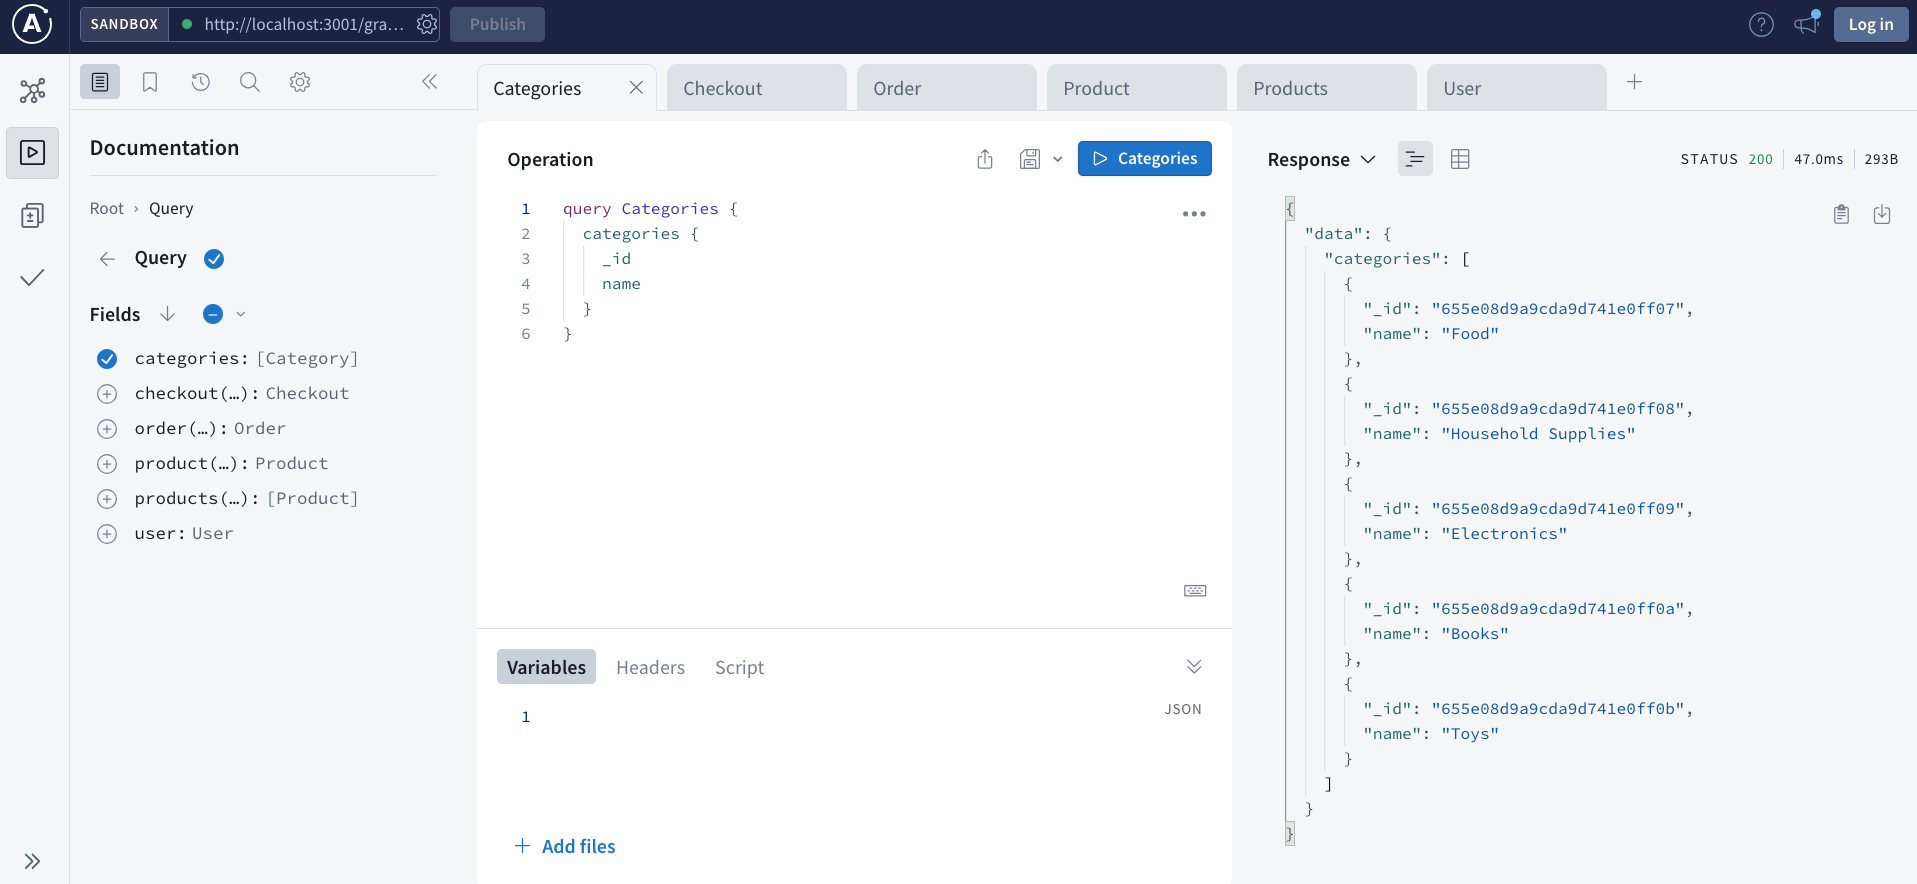 SANDBOX
http://localhost:3001/gra...
Publish
Log in
Documentation
Root › Query
Query
Fields
categories: [Category]
checkout(…): Checkout
order(…): Order
product(…): Product
products(…): [Product]
user: User
Categories
Checkout
Order
Product
Products
User
Operation
Categories
1 query Categories {
2 categories {
3 _id
4 name
5 }
6 }
Variables
Headers
Script
JSON
1
Add files
Response
STATUS 200
47.0ms
293B
{
"data": {
"categories": [
{
"_id": "655e08d9a9cda9d741e0ff07",
"name": "Food"
},
{
"_id": "655e08d9a9cda9d741e0ff08",
"name": "Household Supplies"
},
{
"_id": "655e08d9a9cda9d741e0ff09",
"name": "Electronics"
},
{
"_id": "655e08d9a9cda9d741e0ff0a",
"name": "Books"
},
{
"_id": "655e08d9a9cda9d741e0ff0b",
"name": "Toys"
}
]
}
}